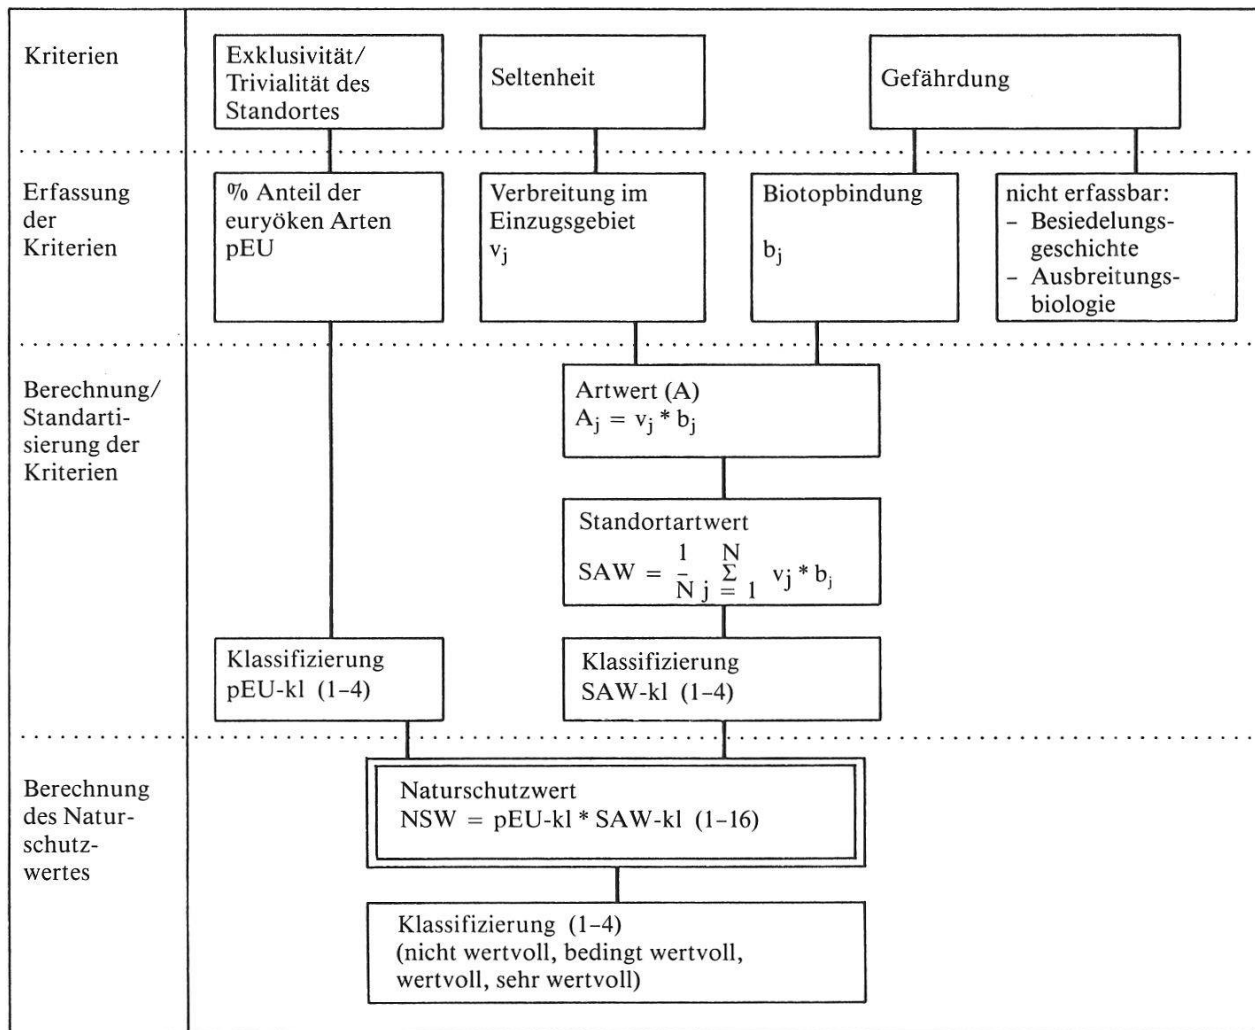 Kriterien
Exklusivität/
Trivialität des
Standortes
Seltenheit
Gefährdung
Erfassung
der
Kriterien
% Anteil der
euryöken Arten
pEU
Verbreitung im
Einzugsgebiet
vj
Biotopbindung
bj
nicht erfassbar:
– Besiedelungs-
geschichte
– Ausbreitungs-
biologie
Berechnung/
Standarti-
sierung der
Kriterien
Artwert (A)
Aj = vj * bj
Standortartwert
SAW = 1/N N Σ j = 1 vj * bj
Klassifizierung
pEU-kl (1–4)
Klassifizierung
SAW-kl (1–4)
Berechnung
des Natur-
schutz-
wertes
Naturschutzwert
NSW = pEU-kl * SAW-kl (1–16)
Klassifizierung (1–4)
(nicht wertvoll, bedingt wertvoll,
wertvoll, sehr wertvoll)